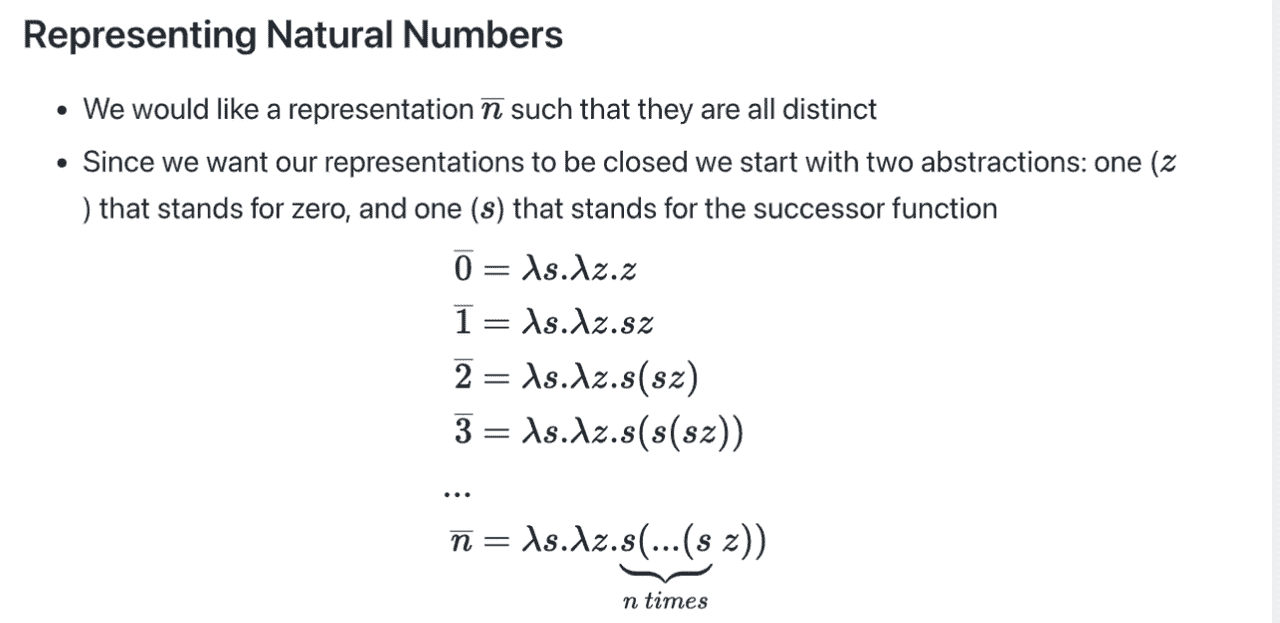 Representing Natural Numbers
• We would like a representation n̅ such that they are all distinct
• Since we want our representations to be closed we start with two abstractions: one (z
) that stands for zero, and one (s) that stands for the successor function
0̅ = λs.λz.z
1̅ = λs.λz.sz
2̅ = λs.λz.s(sz)
3̅ = λs.λz.s(s(sz))
...
n̅ = λs.λz.s(...(s z))
n times